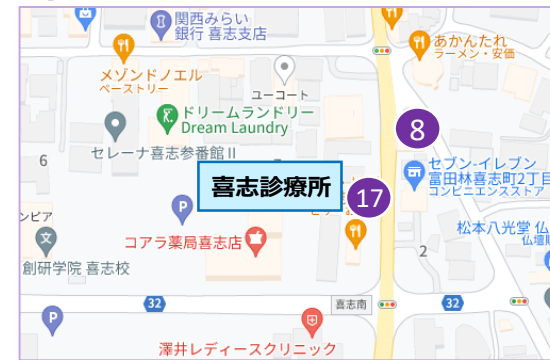 関西みらい
銀行 喜志支店
あかんたれ
ラーメン・安価
メゾンドノエル
ペーストリー
ユーコート
ドリームランドリー
Dream Laundry
8
セレーナ喜志参番館Ⅱ
6
セブン-イレブン
富田林喜志町2丁目
コンビニエンスストア
喜志診療所
17
P
ンピア
文
コアラ薬局喜志店
松本八光堂 仏
仏壇
2
創研学院 喜志校
32
喜志南
32
P
澤井レディースクリニック